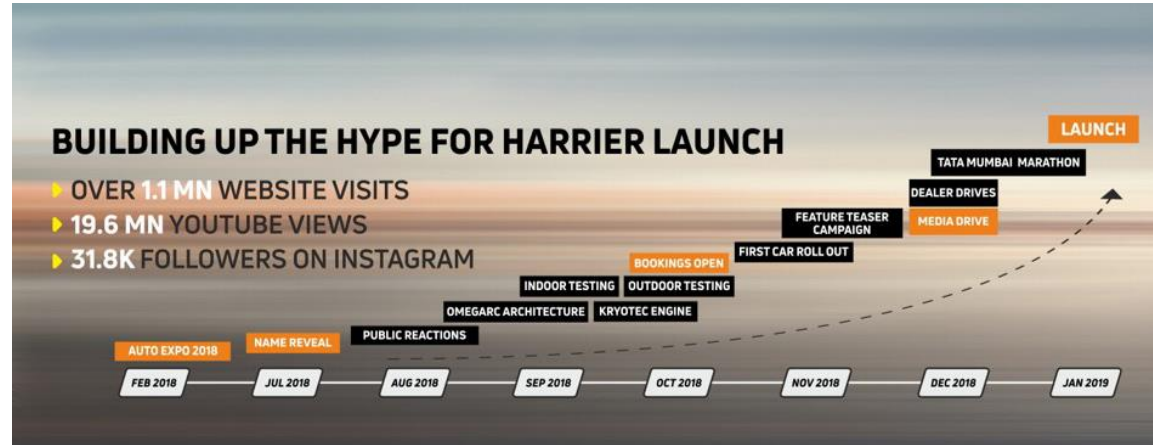 BUILDING UP THE HYPE FOR HARRIER LAUNCH
OVER 1.1 MN WEBSITE VISITS
19.6 MN YOUTUBE VIEWS
31.8K FOLLOWERS ON INSTAGRAM
LAUNCH
TATA MUMBAI MARATHON
DEALER DRIVES
MEDIA DRIVE
FEATURE TEASER
CAMPAIGN
FIRST CAR ROLL OUT
BOOKINGS OPEN
INDOOR TESTING
OUTDOOR TESTING
OMEGARC ARCHITECTURE
KRYOTEC ENGINE
PUBLIC REACTIONS
NAME REVEAL
AUTO EXPO 2018
FEB 2018
JUL 2018
AUG 2018
SEP 2018
OCT 2018
NOV 2018
DEC 2018
JAN 2019